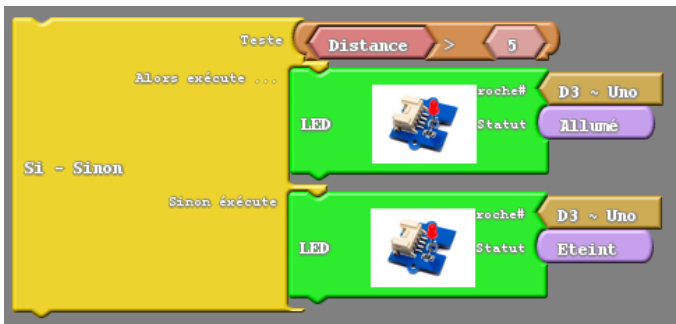 Teste Distance > 5
Alors exécute ...
LED roche# D3 ~ Uno
Statut Allumé
Si - Sinon
Sinon éxécute
LED roche# D3 ~ Uno
Statut Eteint